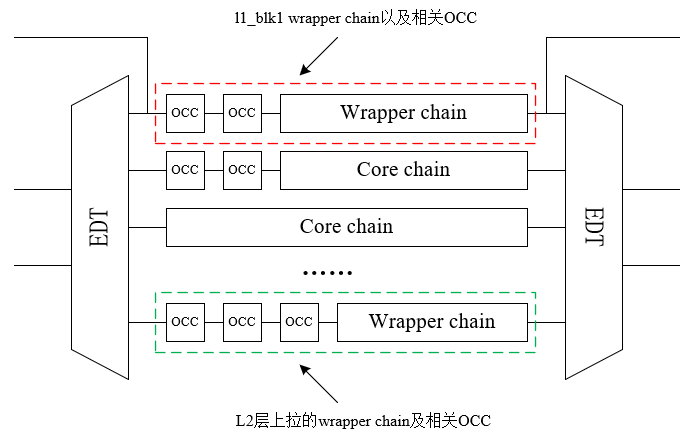 l1_blk1 wrapper chain以及相关OCC
OCC OCC Wrapper chain
OCC OCC Core chain
EDT
EDT
Core chain
......
OCC OCC OCC Wrapper chain
L2层上拉的wrapper chain及相关OCC